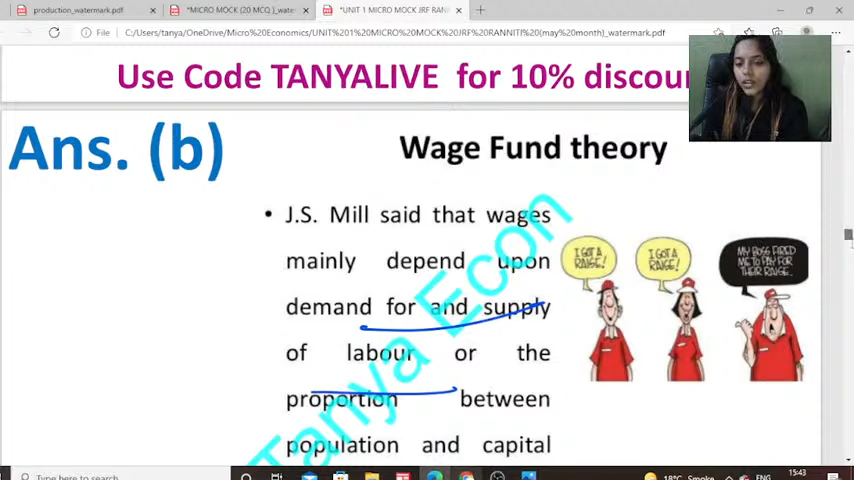 production_watermark.pdf
*MICRO MOCK (20 MCQ )_water
*UNIT 1 MICRO MOCK JRF RANN
File
C:/Users/tanya/OneDrive/Micro%20Economics/UNIT%201%20MICRO%20MOCK%20JRF%20RANNITI%20(may%20month)_watermark.pdf
Use Code TANYALIVE for 10% discou
Ans. (b)
Wage Fund theory
• J.S. Mill said that wages
mainly depend upon
demand for and supply
of labour or the
proportion between
population and capital
Tanya Econ
I GOT A
RAISE!
I GOT A
RAISE!
MY BOSS FIRED
ME TO PAY FOR
THEIR RAISE.
Type here to search
18°C Smoke
ENG
15:43